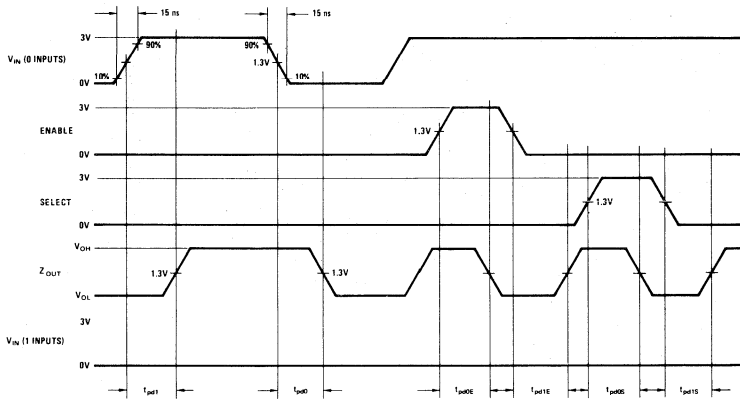 15 ns
15 ns
3V
90%
90%
V_IN (0 INPUTS)
1.3V
10%
10%
0V
3V
ENABLE
1.3V
0V
3V
SELECT
1.3V
0V
V_OH
Z_OUT
1.3V
1.3V
V_OL
3V
V_IN (1 INPUTS)
0V
t_pd1
t_pd0
t_pd0E
t_pd1E
t_pd0S
t_pd1S